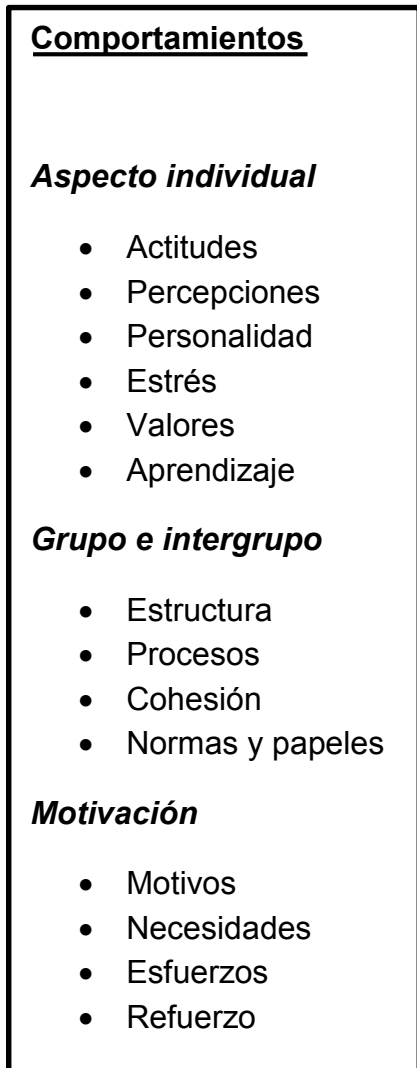 Comportamientos
Aspecto individual
• Actitudes
• Percepciones
• Personalidad
• Estrés
• Valores
• Aprendizaje
Grupo e intergrupo
• Estructura
• Procesos
• Cohesión
• Normas y papeles
Motivación
• Motivos
• Necesidades
• Esfuerzos
• Refuerzo